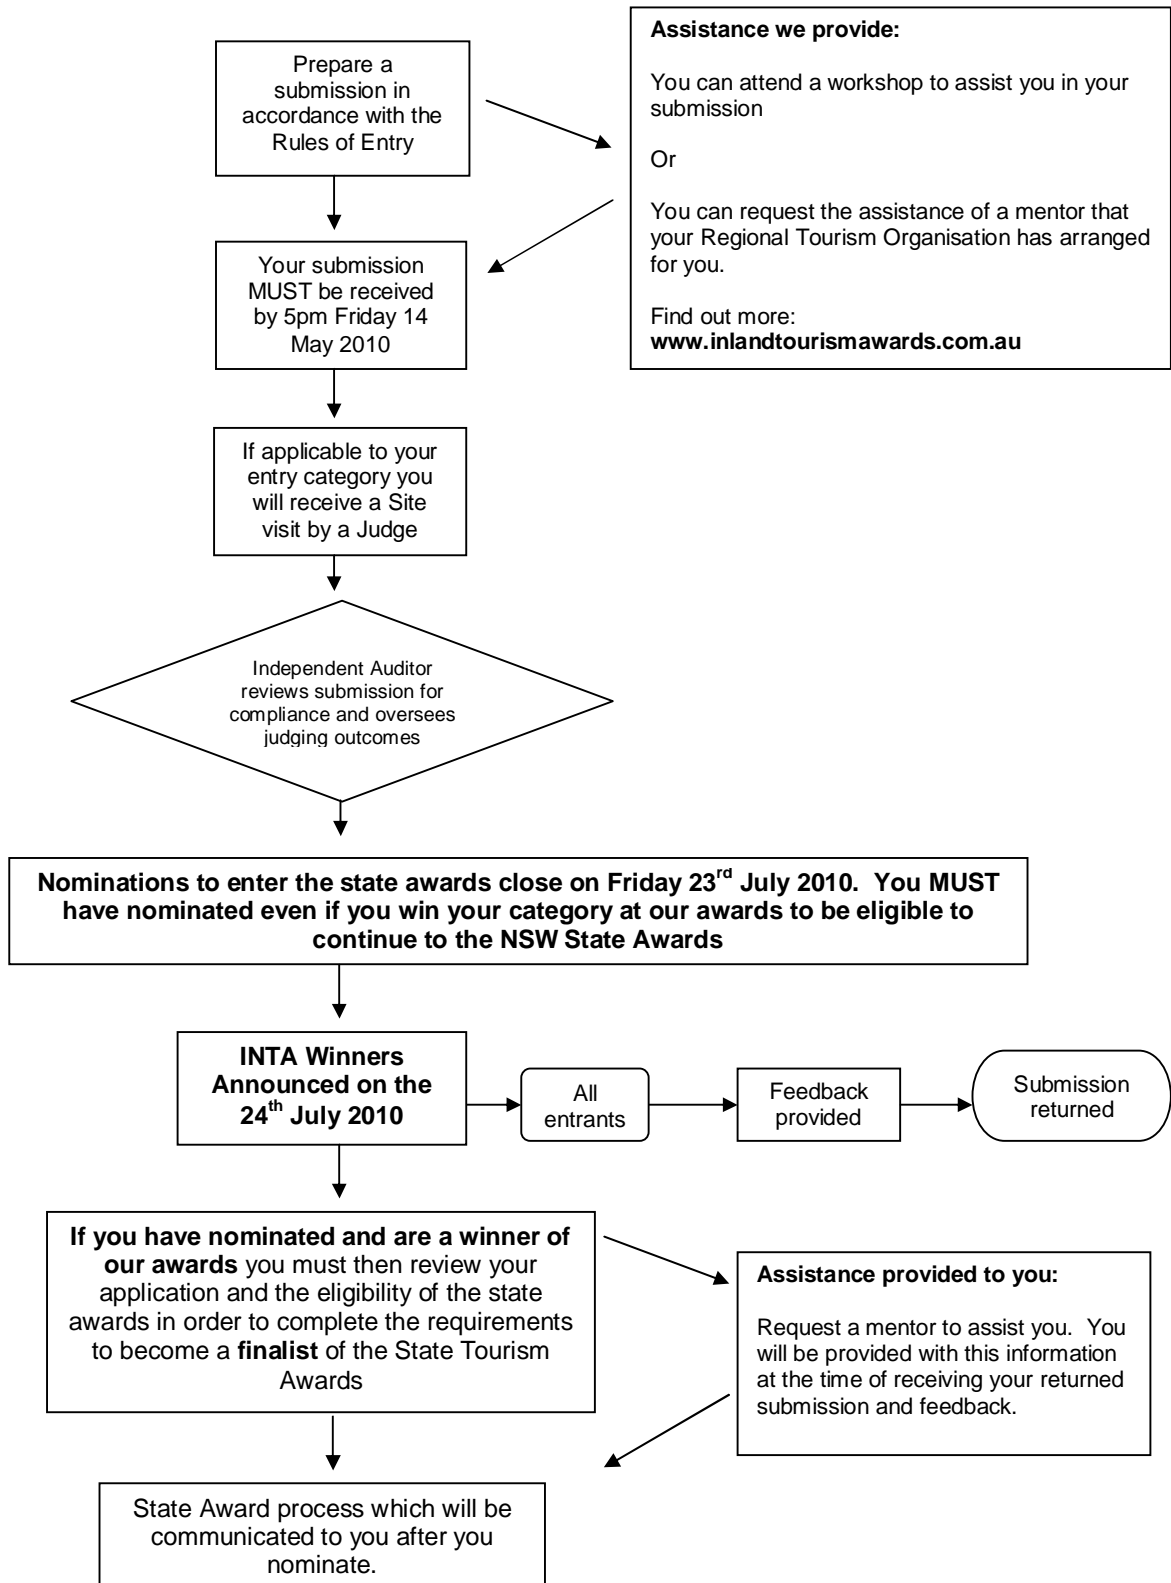 Prepare a
submission in
accordance with the
Rules of Entry
Assistance we provide:
You can attend a workshop to assist you in your
submission
Or
You can request the assistance of a mentor that
your Regional Tourism Organisation has arranged
for you.
Find out more:
www.inlandtourismawards.com.au
Your submission
MUST be received
by 5pm Friday 14
May 2010
If applicable to your
entry category you
will receive a Site
visit by a Judge
Independent Auditor
reviews submission for
compliance and oversees
judging outcomes
Nominations to enter the state awards close on Friday 23rd July 2010. You MUST
have nominated even if you win your category at our awards to be eligible to
continue to the NSW State Awards
INTA Winners
Announced on the
24th July 2010
All
entrants
Feedback
provided
Submission
returned
If you have nominated and are a winner of
our awards you must then review your
application and the eligibility of the state
awards in order to complete the requirements
to become a finalist of the State Tourism
Awards
Assistance provided to you:
Request a mentor to assist you. You
will be provided with this information
at the time of receiving your returned
submission and feedback.
State Award process which will be
communicated to you after you
nominate.